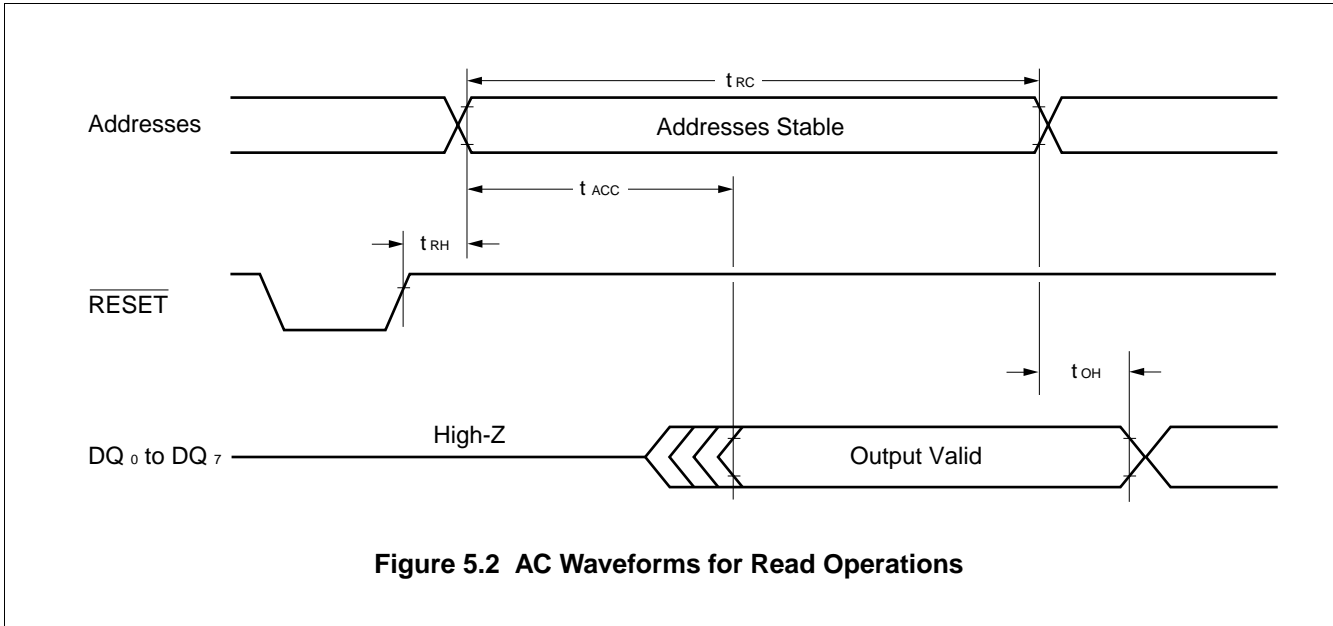 t RC
Addresses
Addresses Stable
t ACC
t RH
RESET
t OH
High-Z
DQ 0 to DQ 7
Output Valid
Figure 5.2 AC Waveforms for Read Operations